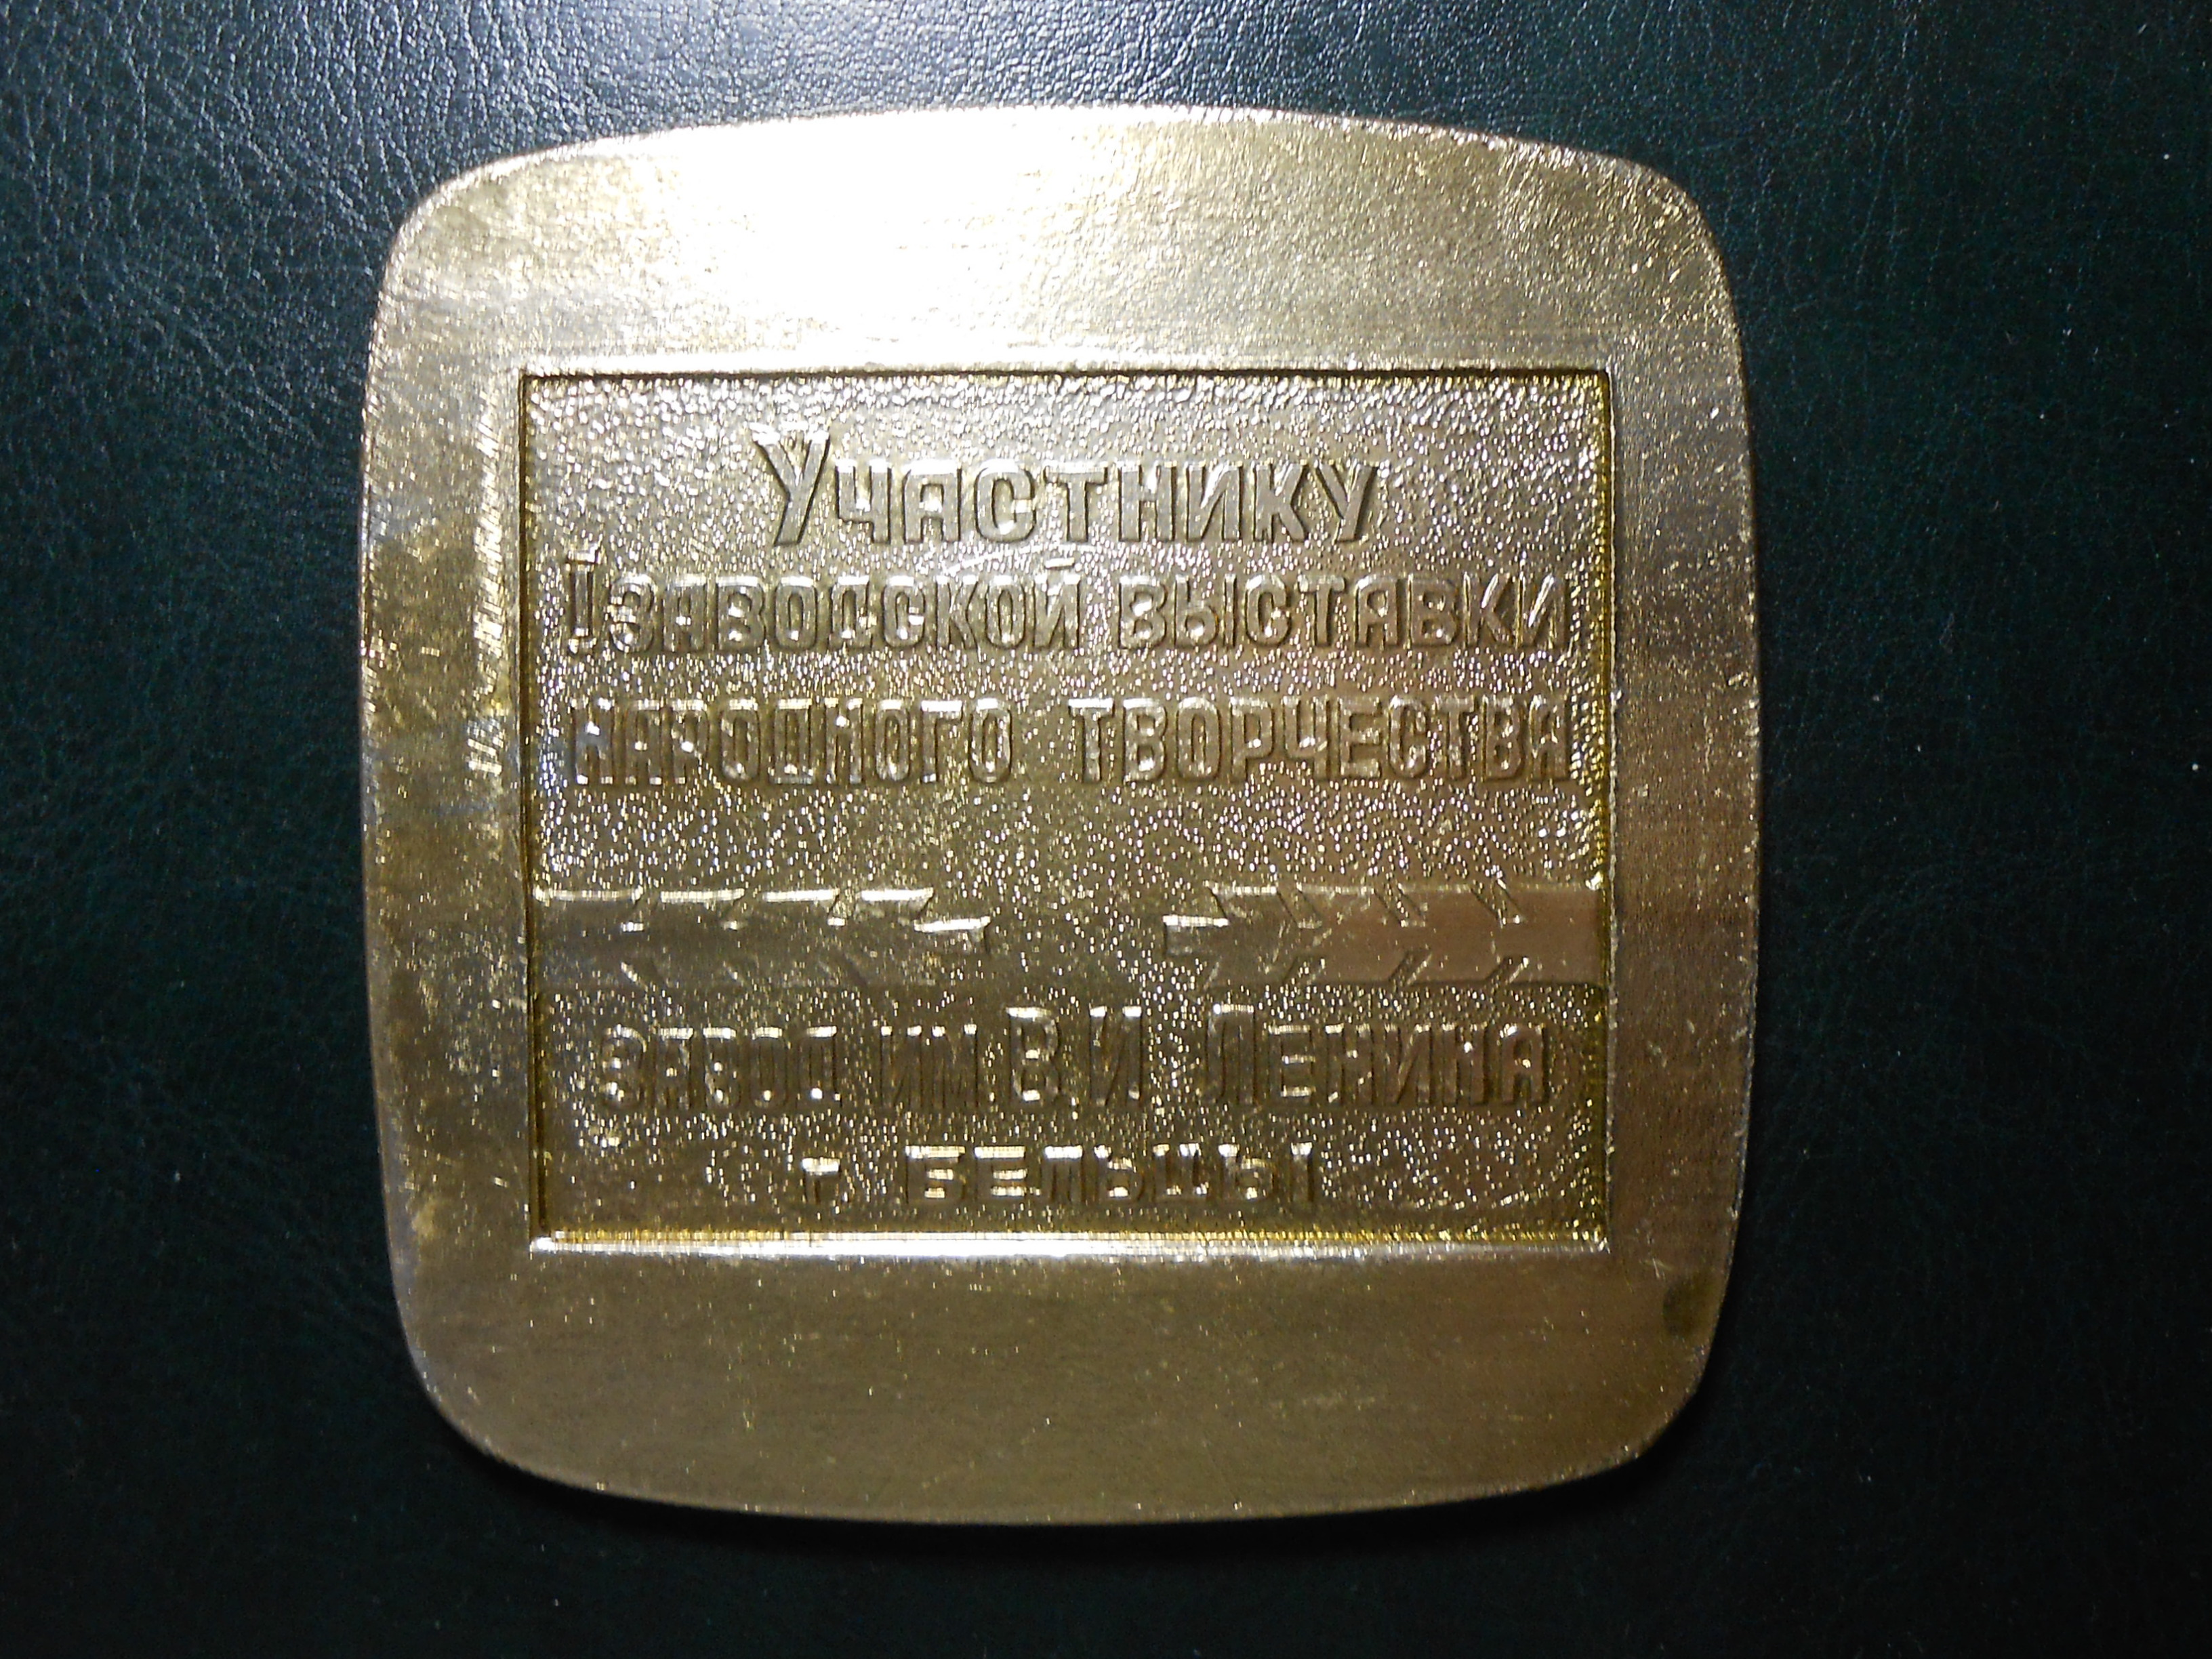 Участнику
I заводской выставки
народного творчества
завод им. В.И. Ленина
г. Бельцы